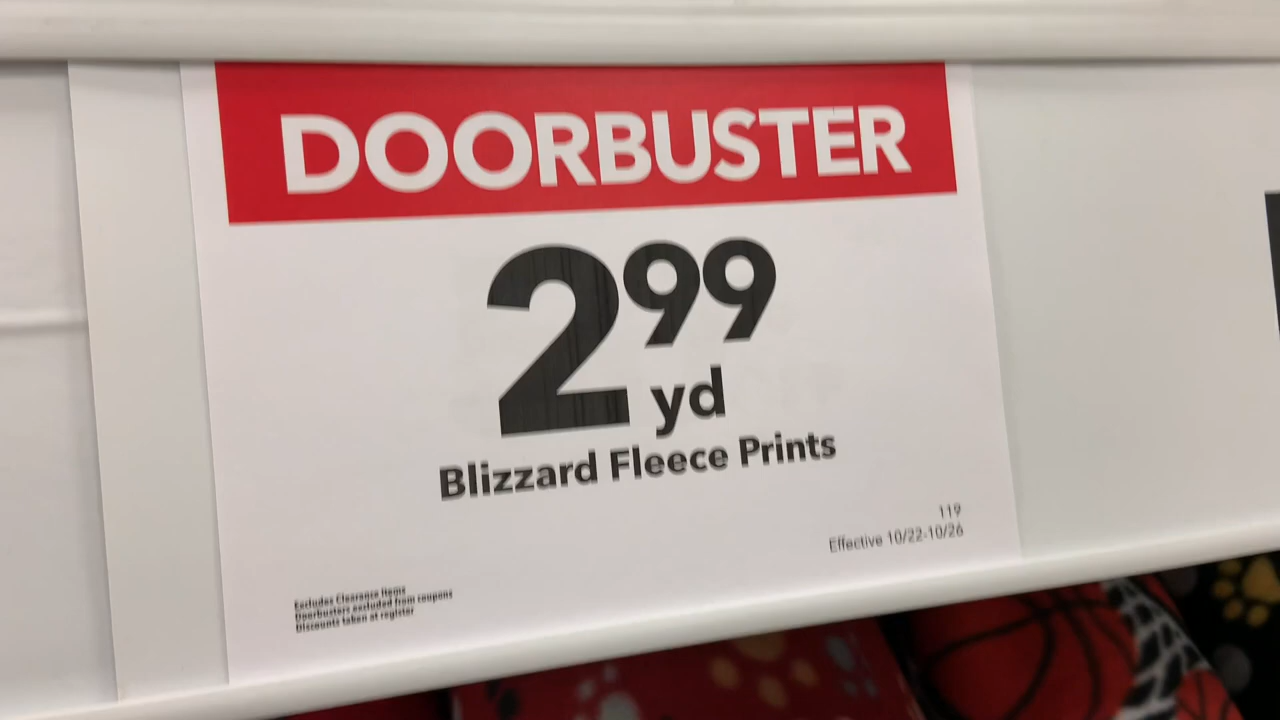 DOORBUSTER
2 99
yd
Blizzard Fleece Prints
119
Effective 10/22-10/26
Excludes Clearance Items
Doorbusters excluded from coupons
Discounts taken at register